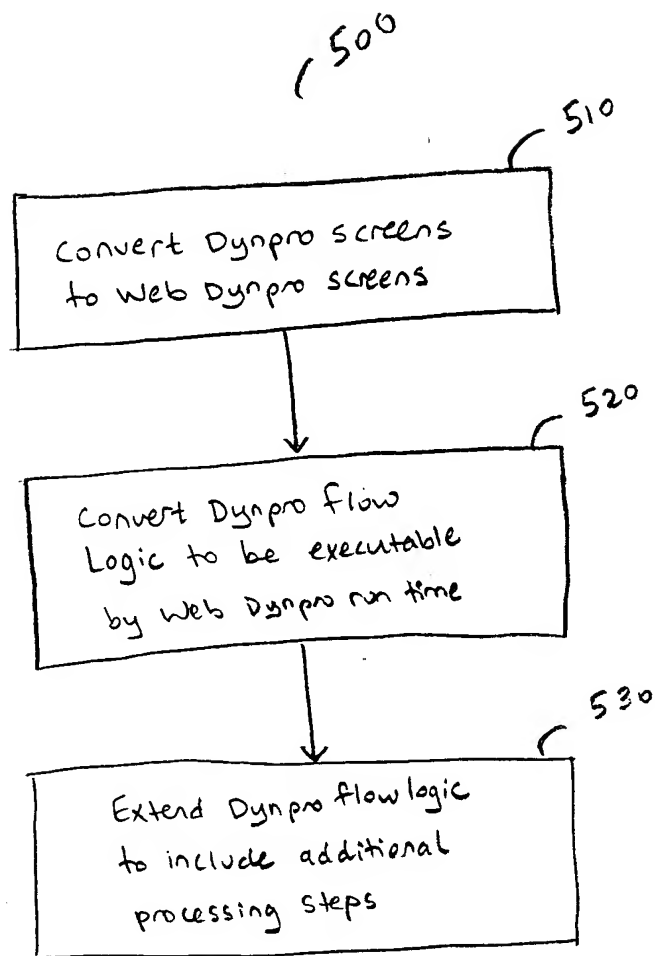 500
510
Convert Dynpro screens
to Web Dynpro screens
520
Convert Dynpro flow
Logic to be executable
by Web Dynpro run time
530
Extend Dynpro flow logic
to include additional
processing steps